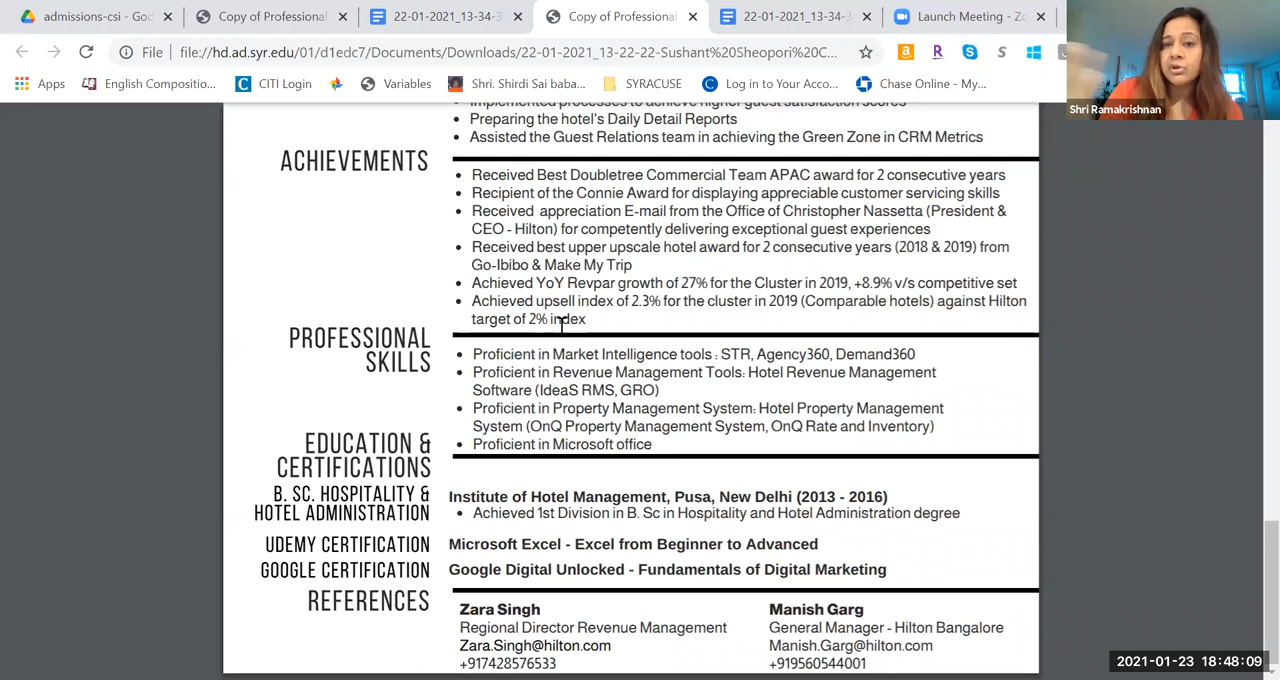 admissions-csi - Goo
Copy of Professional
22-01-2021_13-34-3
Copy of Professional
22-01-2021_13-34-3
Launch Meeting - Zo
File
file://hd.ad.syr.edu/01/d1edc7/Documents/Downloads/22-01-2021_13-22-22-Sushant%20Sheopori%20C...
Apps
English Compositio...
CITI Login
Variables
Shri. Shirdi Sai baba...
SYRACUSE
Log in to Your Acco...
Chase Online - My...
Shri Ramakrishnan
Implemented processes to achieve higher guest satisfaction scores
• Preparing the hotel's Daily Detail Reports
• Assisted the Guest Relations team in achieving the Green Zone in CRM Metrics
ACHIEVEMENTS
• Received Best Doubletree Commercial Team APAC award for 2 consecutive years
• Recipient of the Connie Award for displaying appreciable customer servicing skills
• Received appreciation E-mail from the Office of Christopher Nassetta (President &
CEO - Hilton) for competently delivering exceptional guest experiences
• Received best upper upscale hotel award for 2 consecutive years (2018 & 2019) from
Go-Ibibo & Make My Trip
• Achieved YoY Revpar growth of 27% for the Cluster in 2019, +8.9% v/s competitive set
• Achieved upsell index of 2.3% for the cluster in 2019 (Comparable hotels) against Hilton
target of 2% index
PROFESSIONAL
SKILLS
• Proficient in Market Intelligence tools : STR, Agency360, Demand360
• Proficient in Revenue Management Tools: Hotel Revenue Management
Software (IdeaS RMS, GRO)
• Proficient in Property Management System: Hotel Property Management
System (OnQ Property Management System, OnQ Rate and Inventory)
• Proficient in Microsoft office
EDUCATION &
CERTIFICATIONS
B. SC. HOSPITALITY &
HOTEL ADMINISTRATION
Institute of Hotel Management, Pusa, New Delhi (2013 - 2016)
• Achieved 1st Division in B. Sc in Hospitality and Hotel Administration degree
UDEMY CERTIFICATION
Microsoft Excel - Excel from Beginner to Advanced
GOOGLE CERTIFICATION
Google Digital Unlocked - Fundamentals of Digital Marketing
REFERENCES
Zara Singh
Regional Director Revenue Management
Zara.Singh@hilton.com
+917428576533
Manish Garg
General Manager - Hilton Bangalore
Manish.Garg@hilton.com
+919560544001
2021-01-23 18:48:09